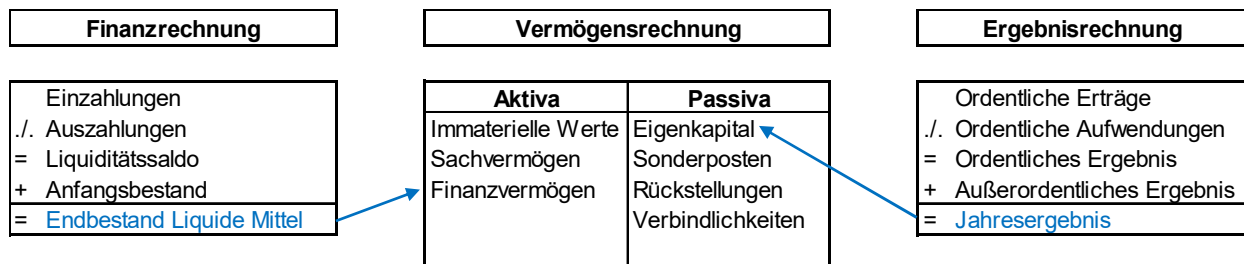 Finanzrechnung
Einzahlungen
./. Auszahlungen
= Liquiditätssaldo
+ Anfangsbestand
= Endbestand Liquide Mittel
Vermögensrechnung
Aktiva Passiva
Immaterielle Werte Eigenkapital
Sachvermögen Sonderposten
Finanzvermögen Rückstellungen
Verbindlichkeiten
Ergebnisrechnung
Ordentliche Erträge
./. Ordentliche Aufwendungen
= Ordentliches Ergebnis
+ Außerordentliches Ergebnis
= Jahresergebnis